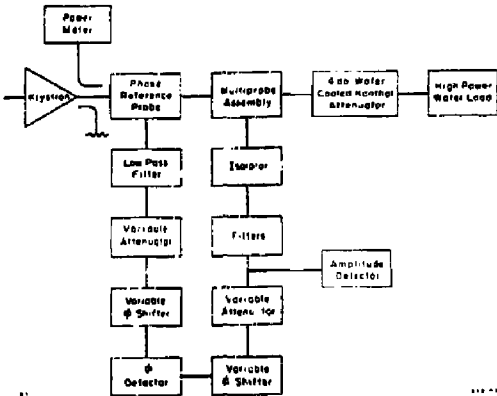 Power
Meter
Klystron
Phase
Reference
Probe
Multiprobe
Assembly
4 db Water
Cooled
Attenuator
High Power
Water Load
Low Pass
Filter
Isolator
Variable
Attenuator
Filters
Amplitude
Detector
Variable
ϕ Shifter
Variable
Attenuator
ϕ
Detector
Variable
ϕ Shifter